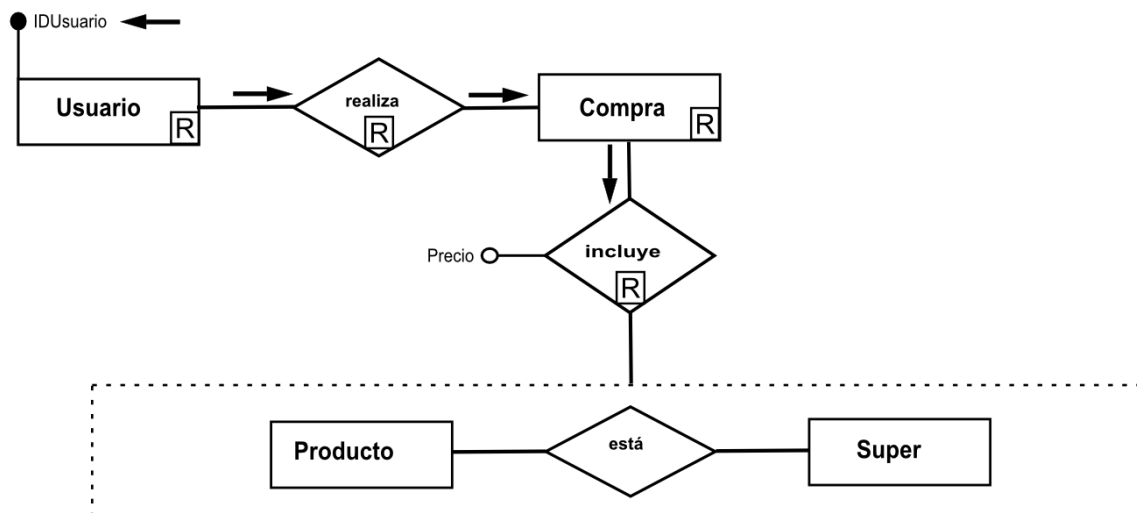 IDUsuario
Usuario
R
realiza
R
Compra
R
Precio
incluye
R
Producto
está
Super